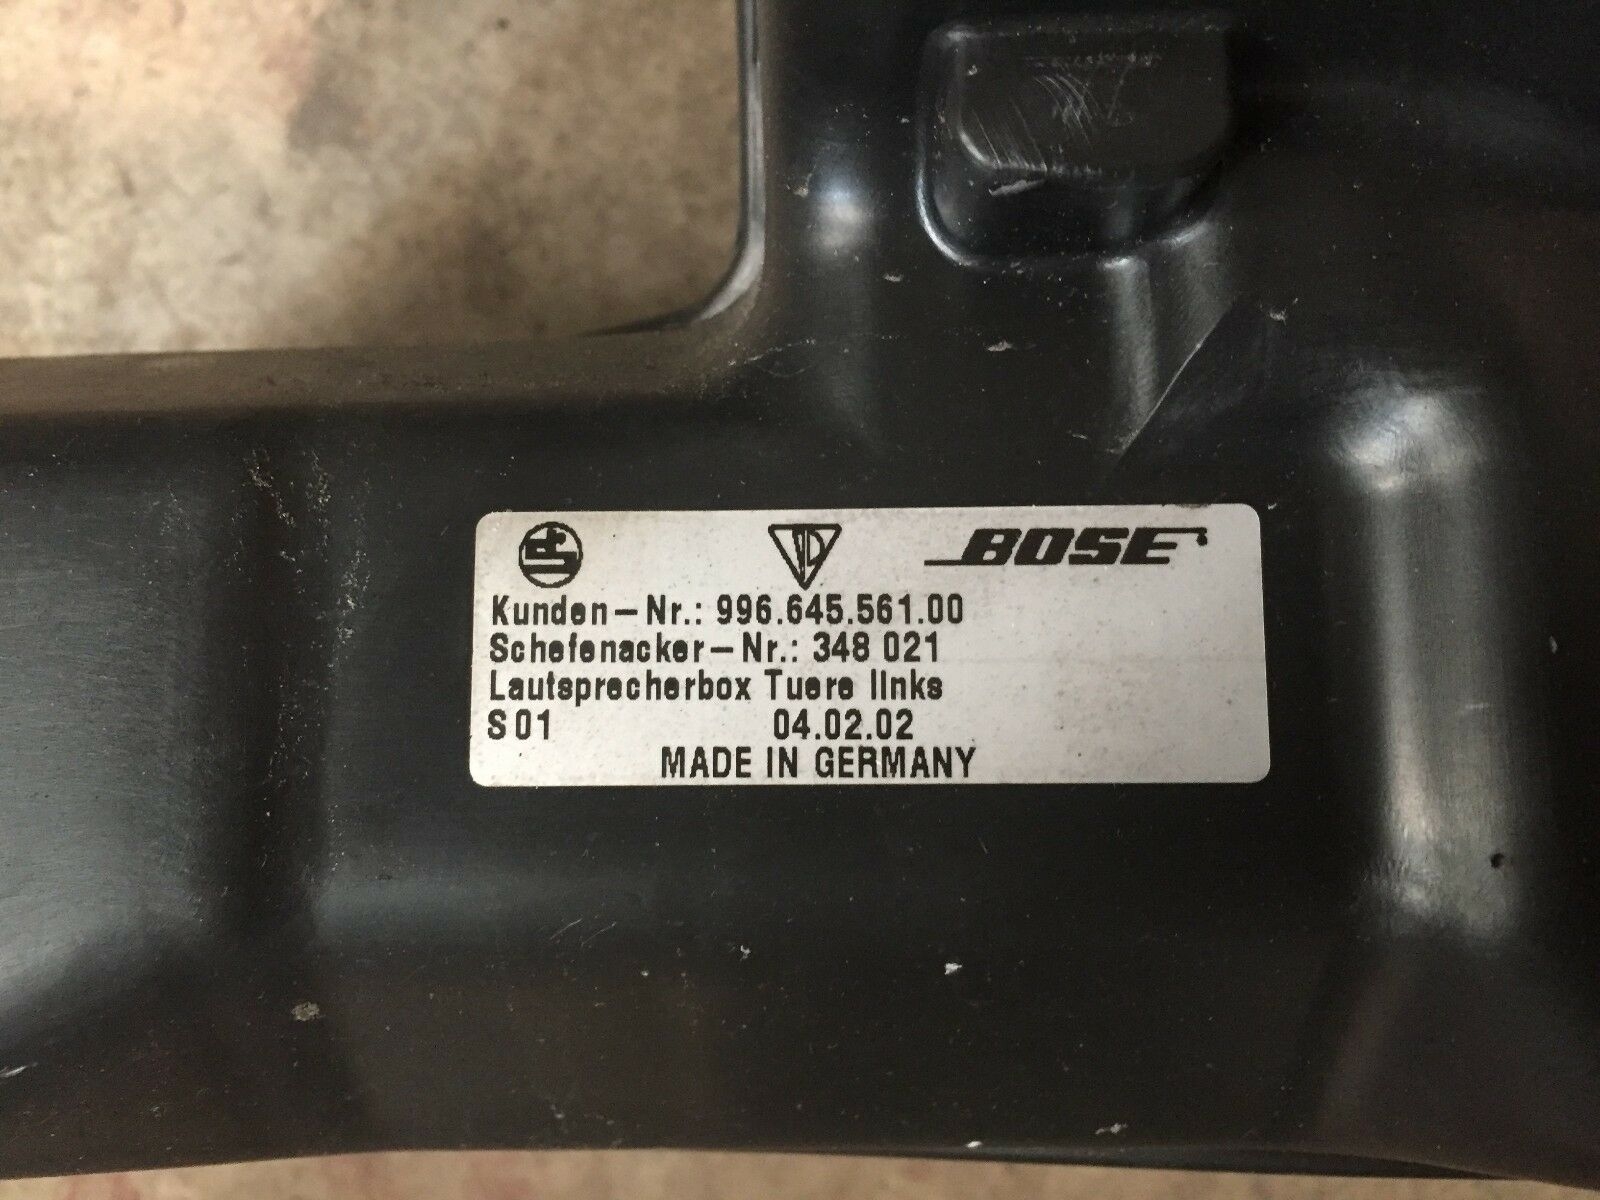 BOSE
Kunden-Nr.: 996.645.561.00
Schefenacker-Nr.: 348 021
Lautsprecherbox Tuere links
S01 04.02.02
MADE IN GERMANY